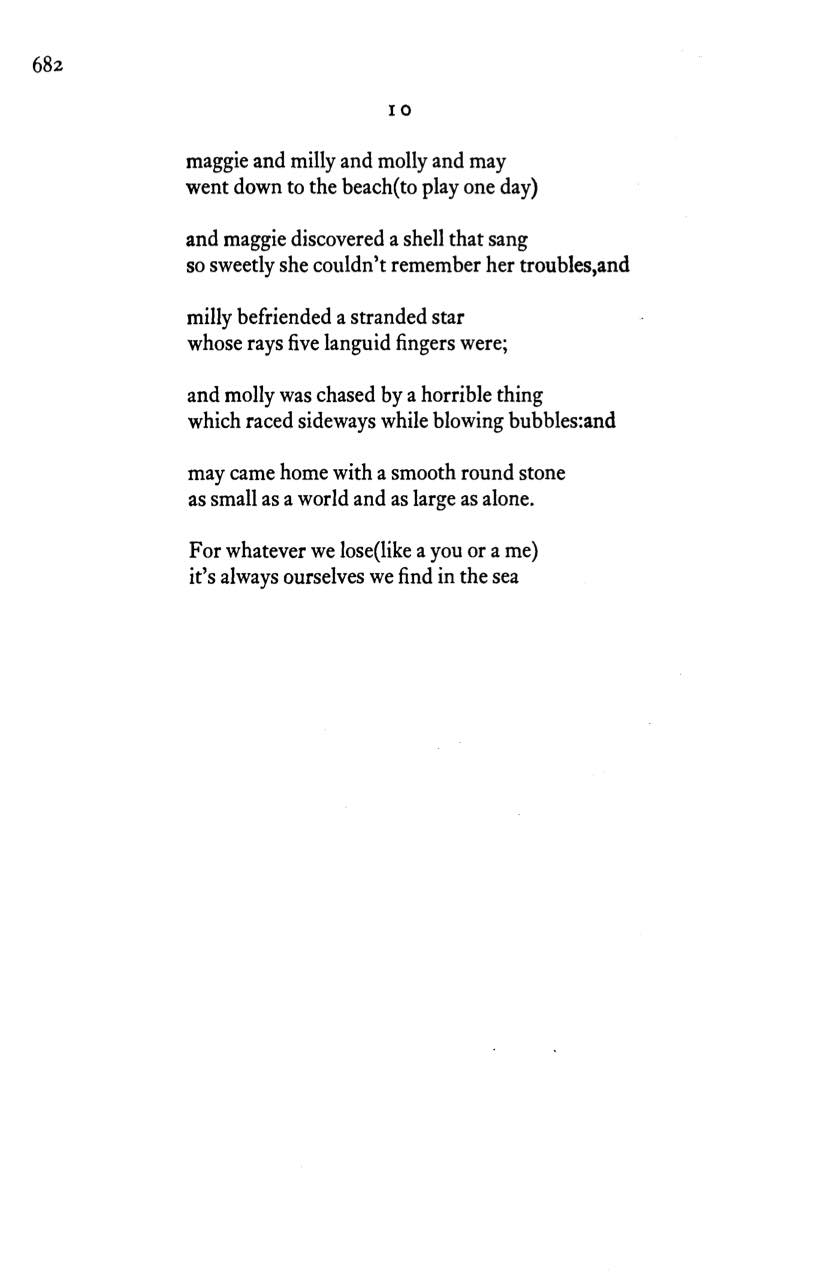 682
10
maggie and milly and molly and may
went down to the beach(to play one day)
and maggie discovered a shell that sang
so sweetly she couldn't remember her troubles,and
milly befriended a stranded star
whose rays five languid fingers were;
and molly was chased by a horrible thing
which raced sideways while blowing bubbles:and
may came home with a smooth round stone
as small as a world and as large as alone.
For whatever we lose(like a you or a me)
it's always ourselves we find in the sea